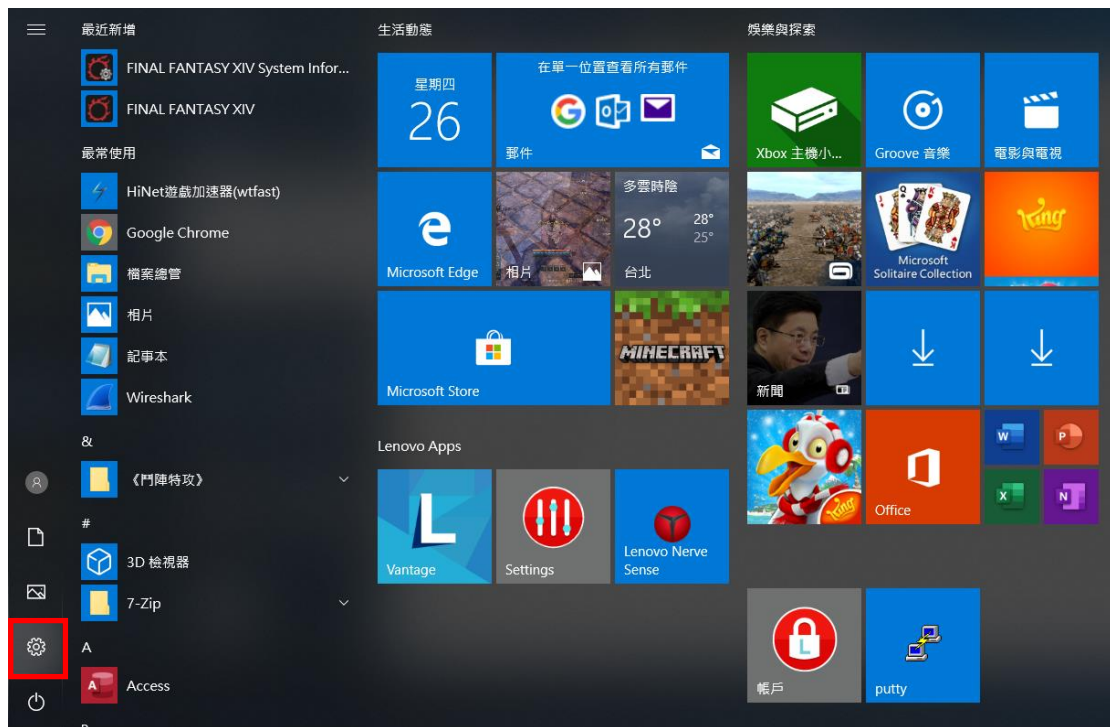 最近新增
FINAL FANTASY XIV System Infor...
FINAL FANTASY XIV
最常使用
HiNet遊戲加速器(wtfast)
Google Chrome
檔案總管
相片
記事本
Wireshark
&
《鬥陣特攻》
#
3D 檢視器
7-Zip
A
Access
生活動態
星期四
26
在單一位置查看所有郵件
郵件
Microsoft Edge
相片
多雲時陰
28° 28°
25°
台北
Microsoft Store
MINECRAFT
Lenovo Apps
L
Vantage
Settings
Lenovo Nerve
Sense
娛樂與探索
Xbox 主機小...
Groove 音樂
電影與電視
Microsoft
Solitaire Collection
King
新聞
King
Office
W
P
X
N
L
帳戶
putty